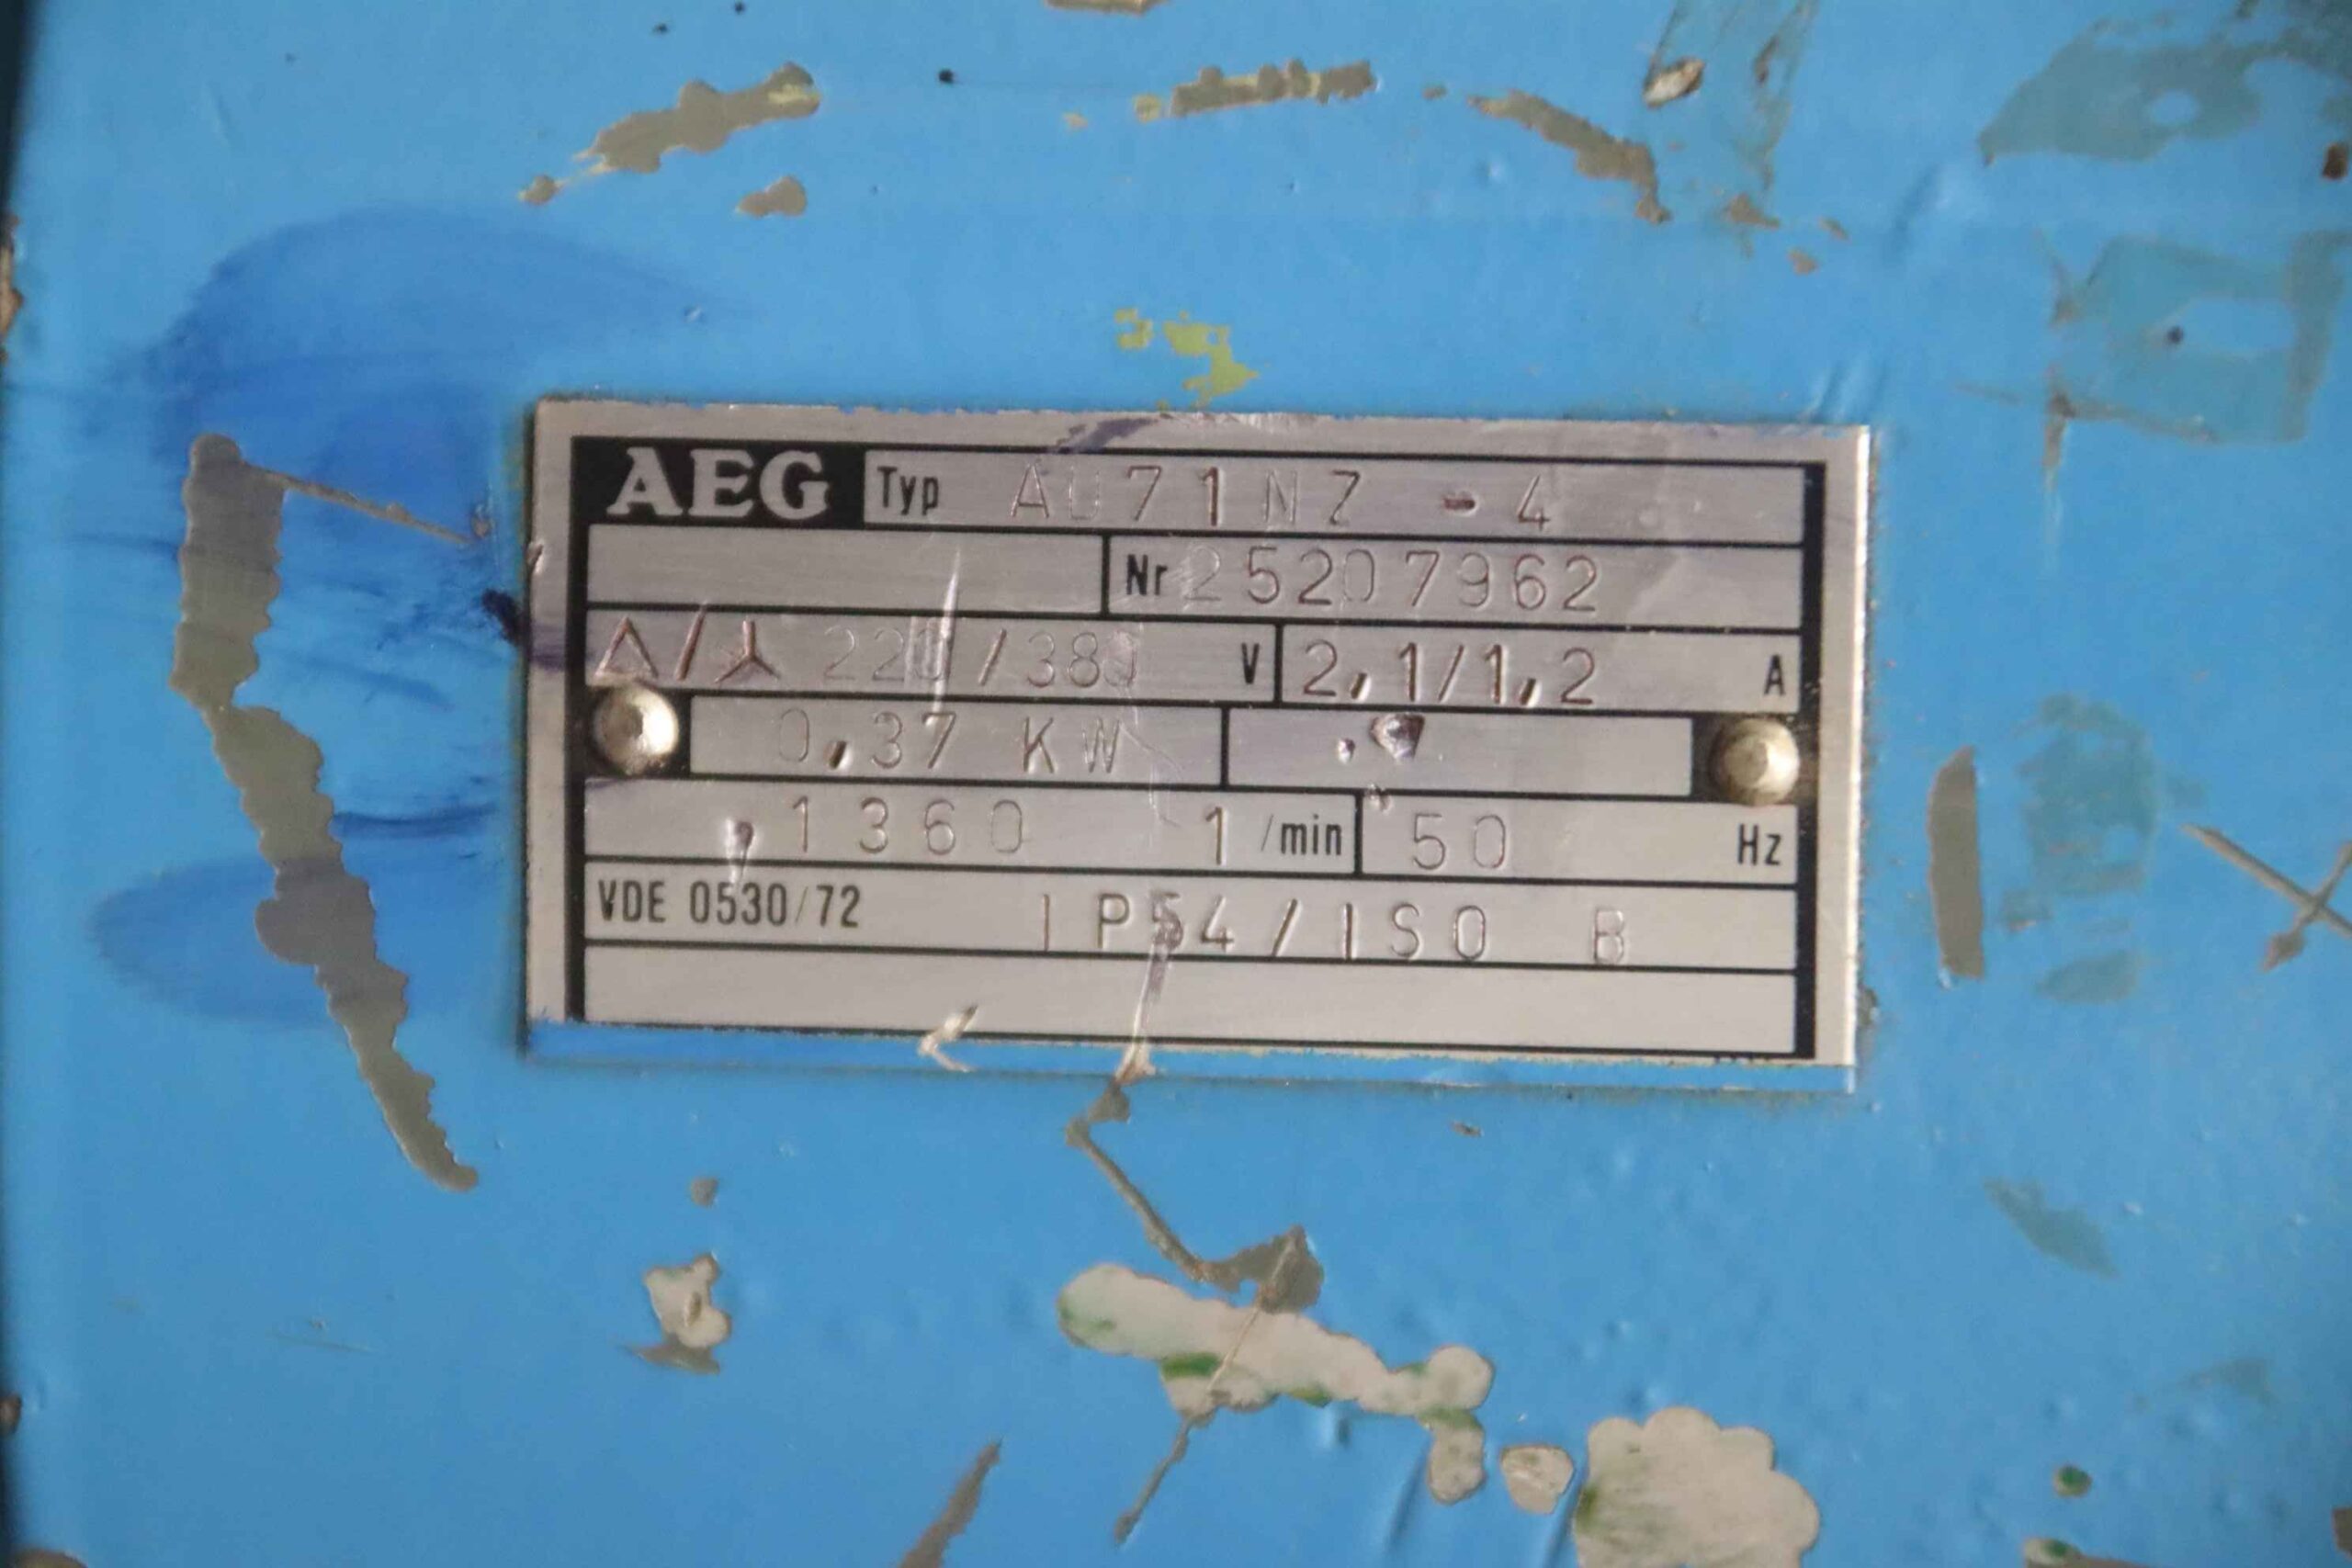 AEG Typ AU71NZ - 4
Nr 25207962
Δ/Y 220/380 V 2,1/1,2 A
0,37 KW
1360 1/min 50 Hz
VDE 0530/72 IP54/ISO B